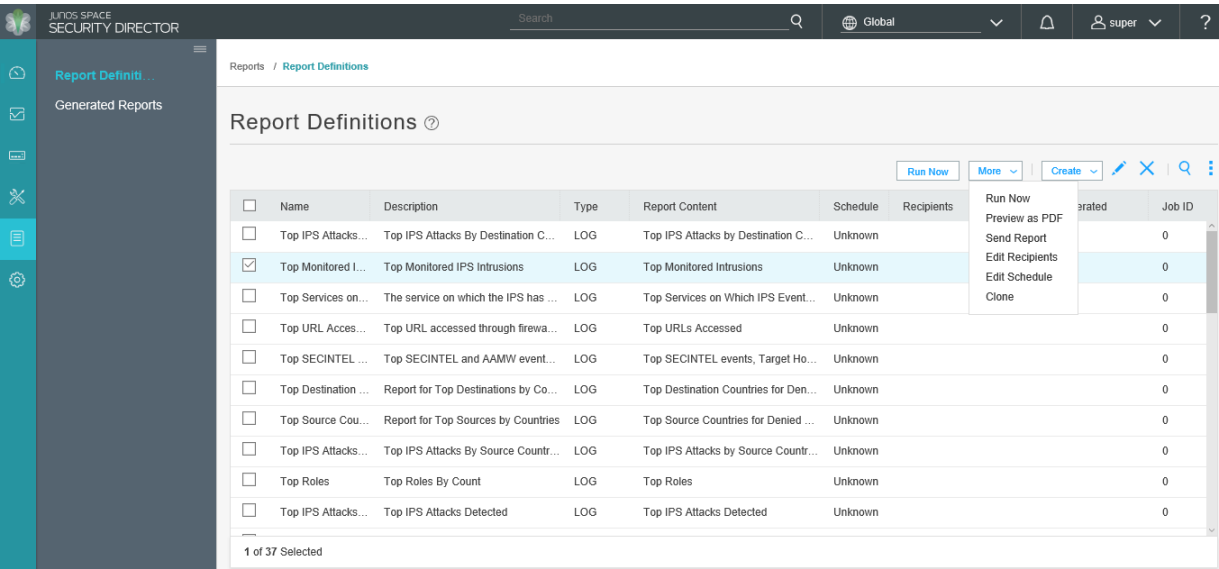 JUNOS SPACE
SECURITY DIRECTOR
Search
Global
super
?
Report Definiti...
Generated Reports
Reports / Report Definitions
Report Definitions ?
Run Now More Create
Run Now
Preview as PDF
Send Report
Edit Recipients
Edit Schedule
Clone
Name Description Type Report Content Schedule Recipients erated Job ID
Top IPS Attacks... Top IPS Attacks By Destination C... LOG Top IPS Attacks by Destination C... Unknown 0
Top Monitored I... Top Monitored IPS Intrusions LOG Top Monitored Intrusions Unknown 0
Top Services on... The service on which the IPS has ... LOG Top Services on Which IPS Event... Unknown 0
Top URL Acces... Top URL accessed through firewa... LOG Top URLs Accessed Unknown 0
Top SECINTEL ... Top SECINTEL and AAMW event... LOG Top SECINTEL events, Target Ho... Unknown 0
Top Destination ... Report for Top Destinations by Co... LOG Top Destination Countries for Den... Unknown 0
Top Source Cou... Report for Top Sources by Countries LOG Top Source Countries for Denied ... Unknown 0
Top IPS Attacks... Top IPS Attacks By Source Countr... LOG Top IPS Attacks by Source Countr... Unknown 0
Top Roles Top Roles By Count LOG Top Roles Unknown 0
Top IPS Attacks... Top IPS Attacks Detected LOG Top IPS Attacks Detected Unknown 0
1 of 37 Selected